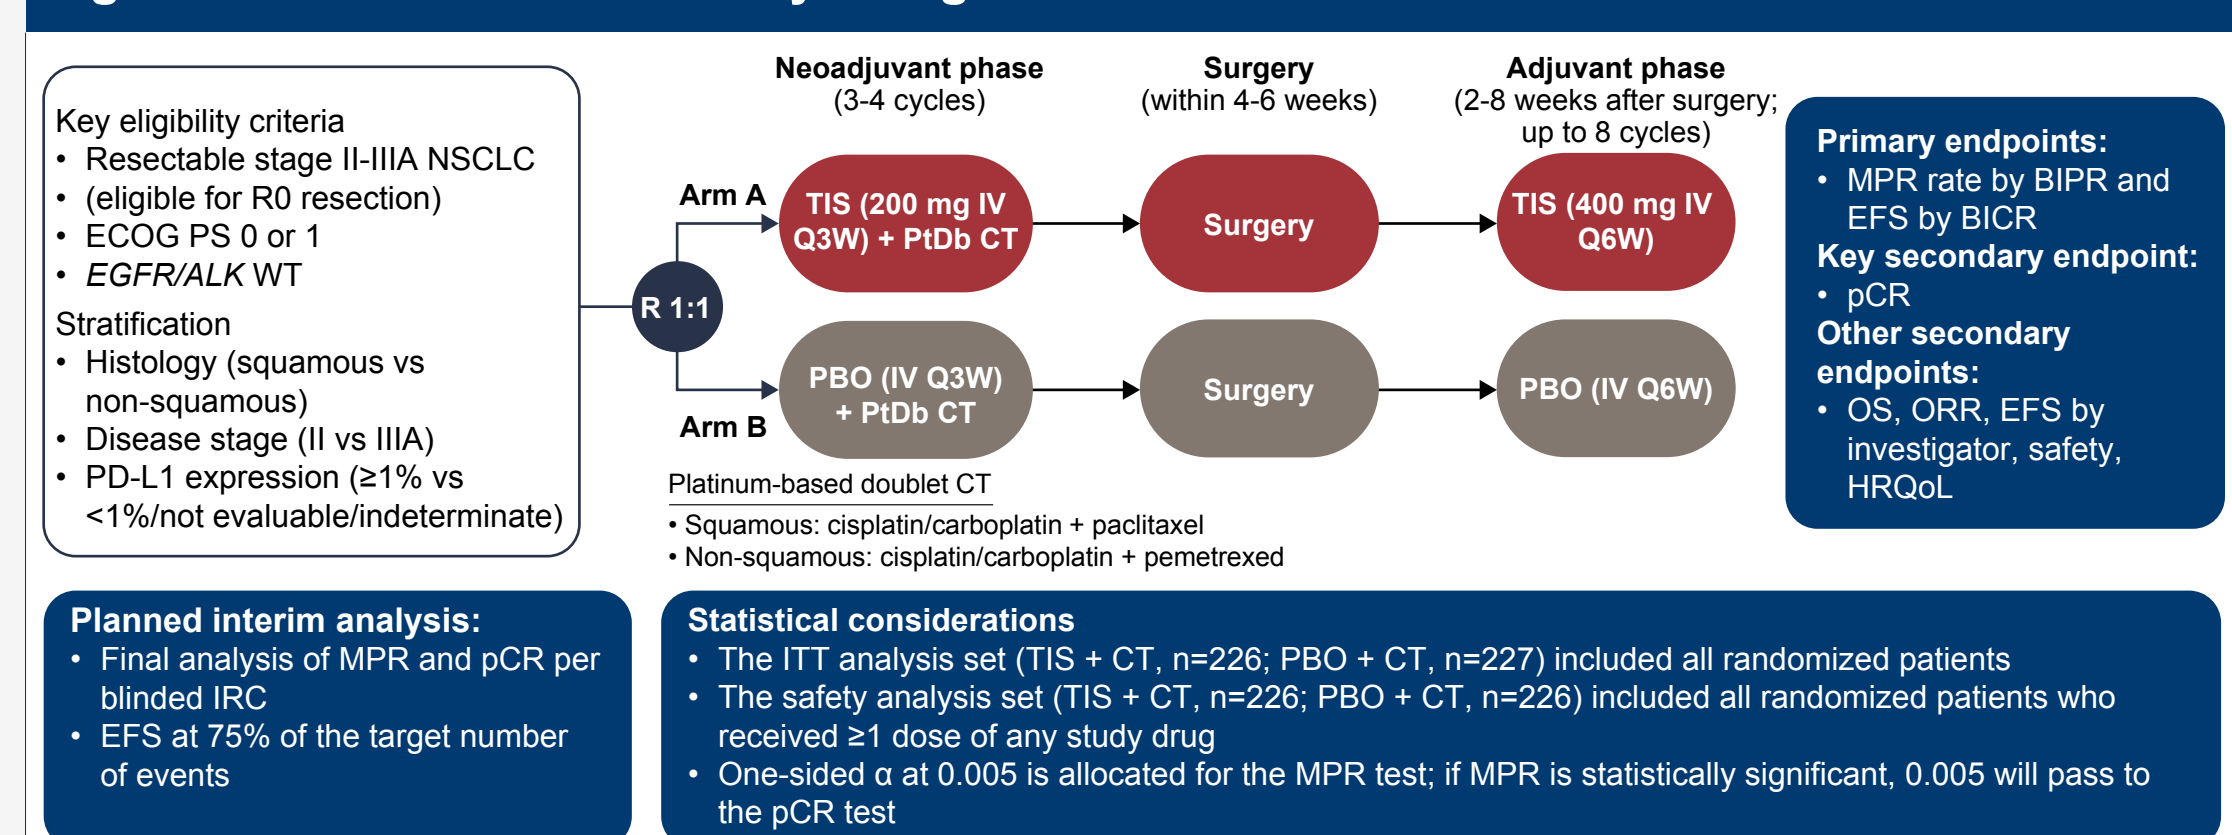 Key eligibility criteria
• Resectable stage II-IIIA NSCLC
• (eligible for R0 resection)
• ECOG PS 0 or 1
• EGFR/ALK WT
Stratification
• Histology (squamous vs
non-squamous)
• Disease stage (II vs IIIA)
• PD-L1 expression (≥1% vs
<1%/not evaluable/indeterminate)
R 1:1
Neoadjuvant phase
(3-4 cycles)
Surgery
(within 4-6 weeks)
Adjuvant phase
(2-8 weeks after surgery;
up to 8 cycles)
Arm A
TIS (200 mg IV
Q3W) + PtDb CT
Surgery
TIS (400 mg IV
Q6W)
Arm B
PBO (IV Q3W)
+ PtDb CT
Surgery
PBO (IV Q6W)
Platinum-based doublet CT
• Squamous: cisplatin/carboplatin + paclitaxel
• Non-squamous: cisplatin/carboplatin + pemetrexed
Primary endpoints:
• MPR rate by BIPR and
EFS by BICR
Key secondary endpoint:
• pCR
Other secondary
endpoints:
• OS, ORR, EFS by
investigator, safety,
HRQoL
Planned interim analysis:
• Final analysis of MPR and pCR per
blinded IRC
• EFS at 75% of the target number
of events
Statistical considerations
• The ITT analysis set (TIS + CT, n=226; PBO + CT, n=227) included all randomized patients
• The safety analysis set (TIS + CT, n=226; PBO + CT, n=226) included all randomized patients who
received ≥1 dose of any study drug
• One-sided α at 0.005 is allocated for the MPR test; if MPR is statistically significant, 0.005 will pass to
the pCR test